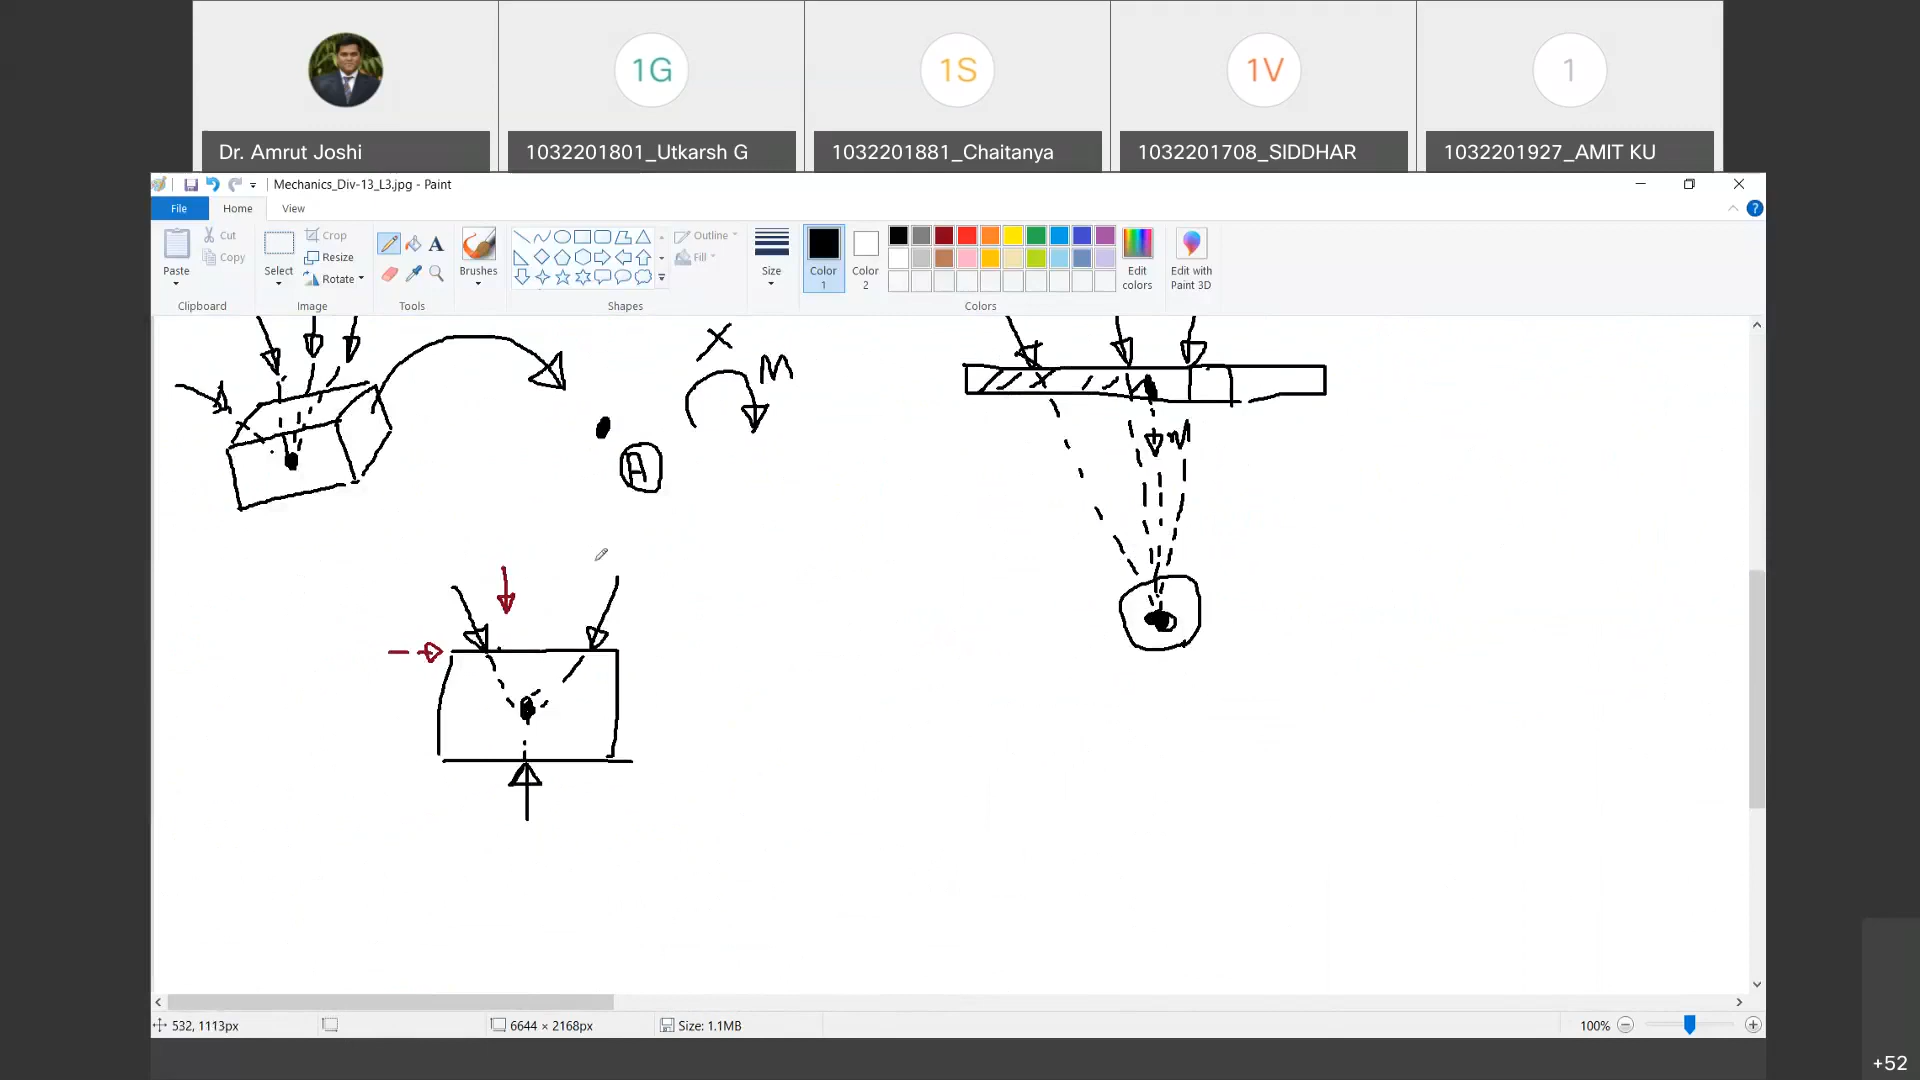 1G
1S
1V
1
Dr. Amrut Joshi
1032201801_Utkarsh G
1032201881_Chaitanya
1032201708_SIDDHAR
1032201927_AMIT KU
Mechanics_Div-13_L3.jpg - Paint
File
Home
View
Paste
Cut
Copy
Clipboard
Select
Crop
Resize
Rotate
Image
A
Tools
Brushes
Shapes
Outline
Fill
Size
Color
1
Color
2
Colors
Edit
colors
Edit with
Paint 3D
?
X
M
A
W
532, 1113px
6644 × 2168px
Size: 1.1MB
100%
+52